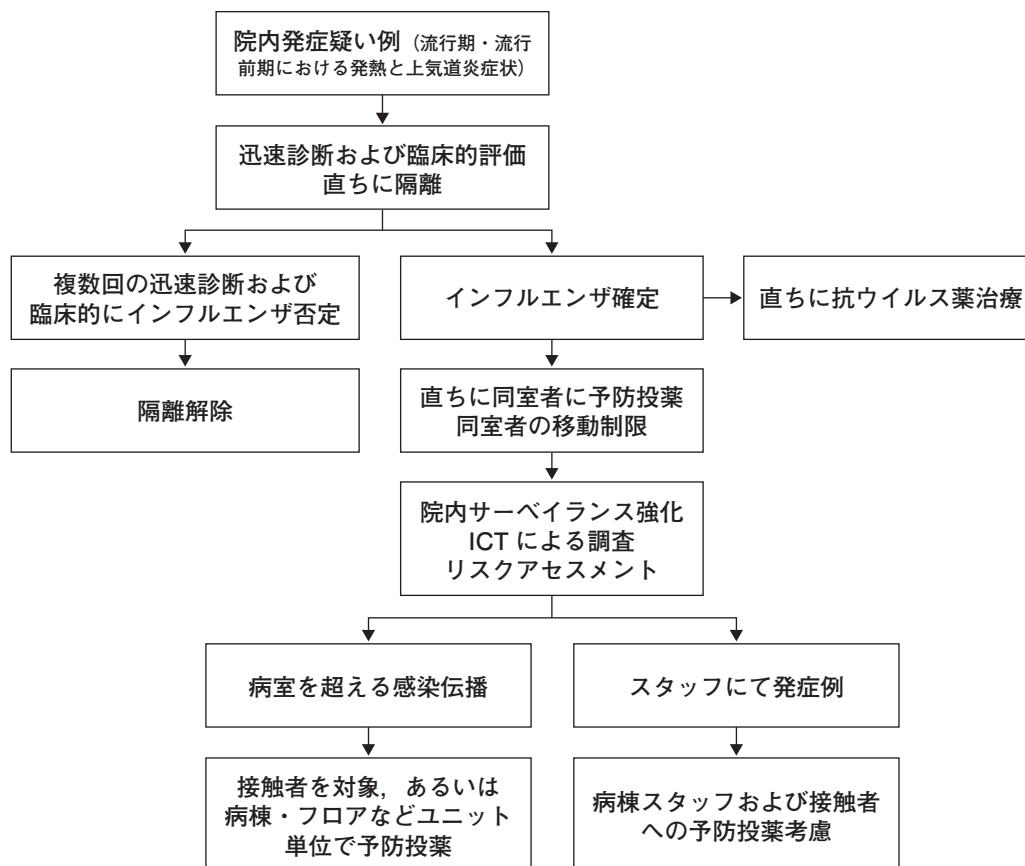 院内発症疑い例（流行期・流行
前期における発熱と上気道炎症状）
迅速診断および臨床的評価
直ちに隔離
複数回の迅速診断および
臨床的にインフルエンザ否定
インフルエンザ確定
直ちに抗ウイルス薬治療
隔離解除
直ちに同室者に予防投薬
同室者の移動制限
院内サーベイランス強化
ICT による調査
リスクアセスメント
病室を超える感染伝播
スタッフにて発症例
接触者を対象，あるいは
病棟・フロアなどユニット
単位で予防投薬
病棟スタッフおよび接触者
への予防投薬考慮